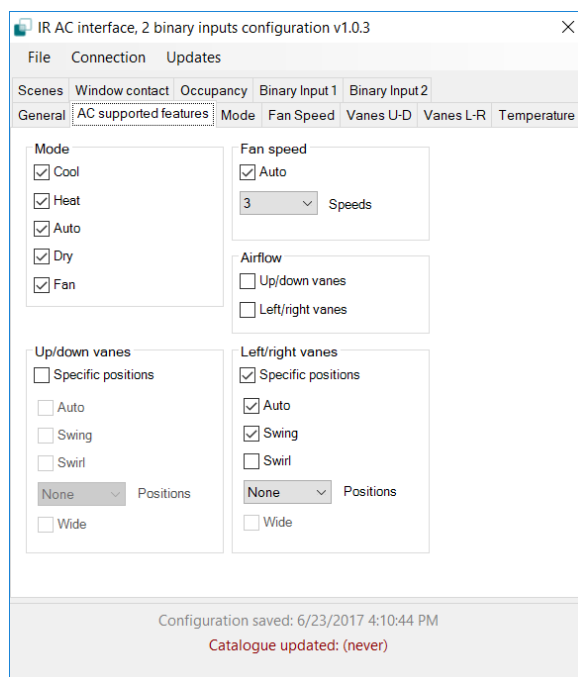 IR AC interface, 2 binary inputs configuration v1.0.3
File Connection Updates
Scenes Window contact Occupancy Binary Input 1 Binary Input 2
General AC supported features Mode Fan Speed Vanes U-D Vanes L-R Temperature
Mode
Cool
Heat
Auto
Dry
Fan
Fan speed
Auto
3 Speeds
Airflow
Up/down vanes
Left/right vanes
Up/down vanes
Specific positions
Auto
Swing
Swirl
None Positions
Wide
Left/right vanes
Specific positions
Auto
Swing
Swirl
None Positions
Wide
Configuration saved: 6/23/2017 4:10:44 PM
Catalogue updated: (never)